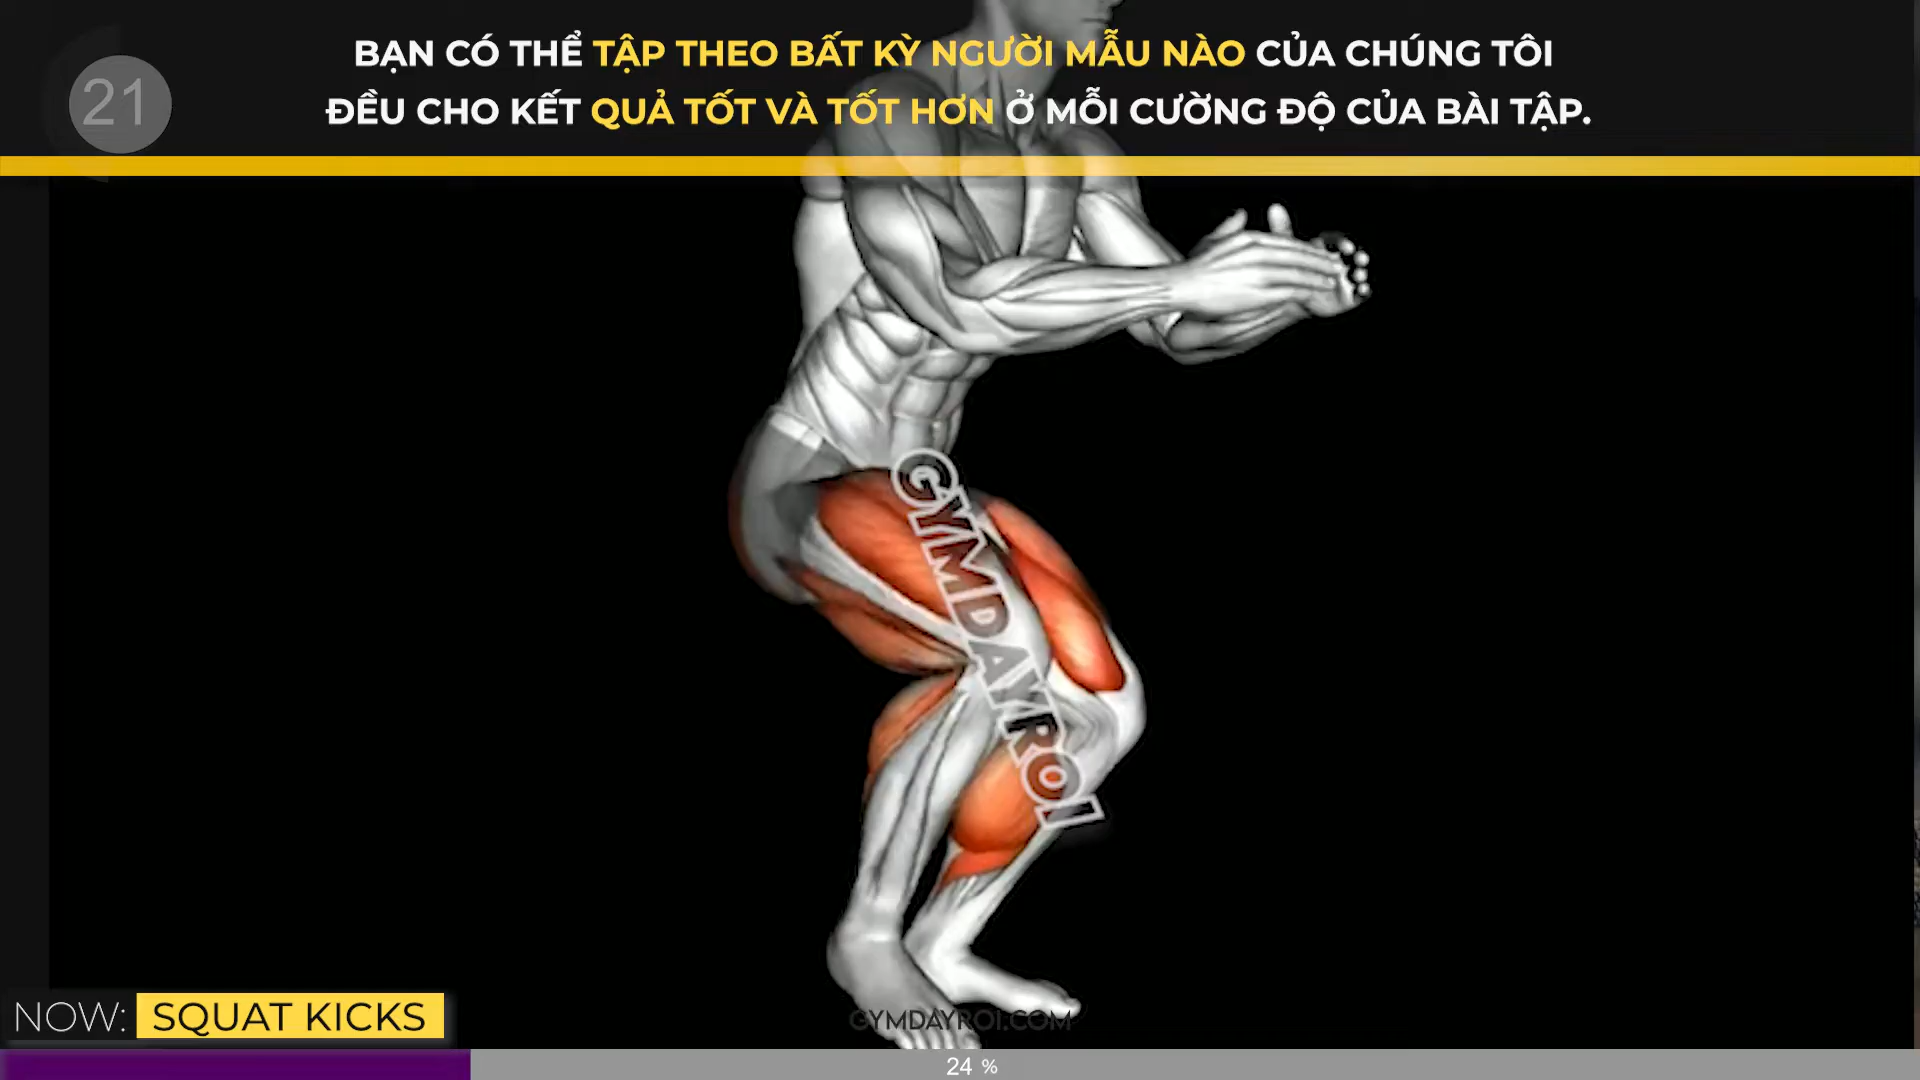 BẠN CÓ THỂ TẬP THEO BẤT KỲ NGƯỜI MẪU NÀO CỦA CHÚNG TÔI
ĐỀU CHO KẾT QUẢ TỐT VÀ TỐT HƠN Ở MỖI CƯỜNG ĐỘ CỦA BÀI TẬP.
21
GYMDAYROI
NOW: SQUAT KICKS
GYMDAYROI.COM
24 %